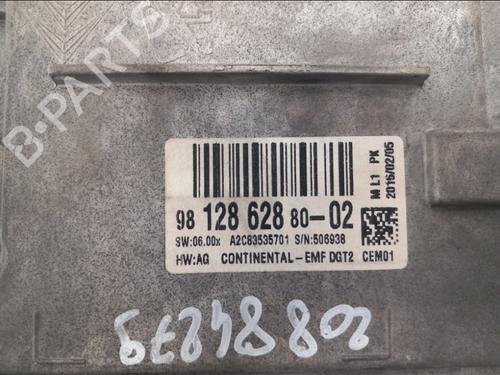 B-PARTS
98 128 628 80-02
SW:06.00x A2C83535701 S/N:506938
HW:AG CONTINENTAL-EMF DGT2 CEM01
M L1 PK
2016/02/05